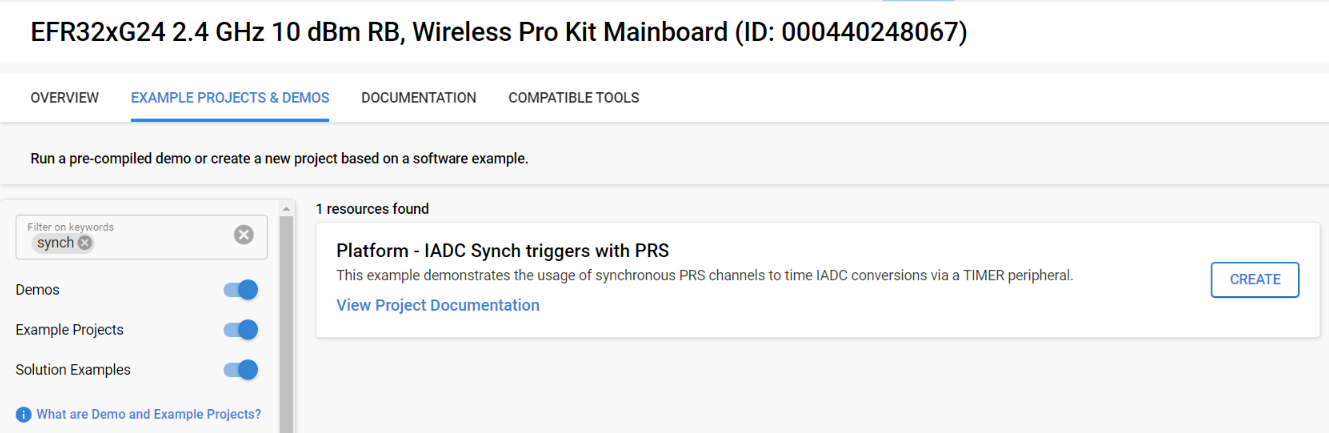 EFR32xG24 2.4 GHz 10 dBm RB, Wireless Pro Kit Mainboard (ID: 000440248067)
OVERVIEW EXAMPLE PROJECTS & DEMOS DOCUMENTATION COMPATIBLE TOOLS
Run a pre-compiled demo or create a new project based on a software example.
Filter on keywords
synch
Demos
Example Projects
Solution Examples
What are Demo and Example Projects?
1 resources found
Platform - IADC Synch triggers with PRS
This example demonstrates the usage of synchronous PRS channels to time IADC conversions via a TIMER peripheral.
View Project Documentation
CREATE